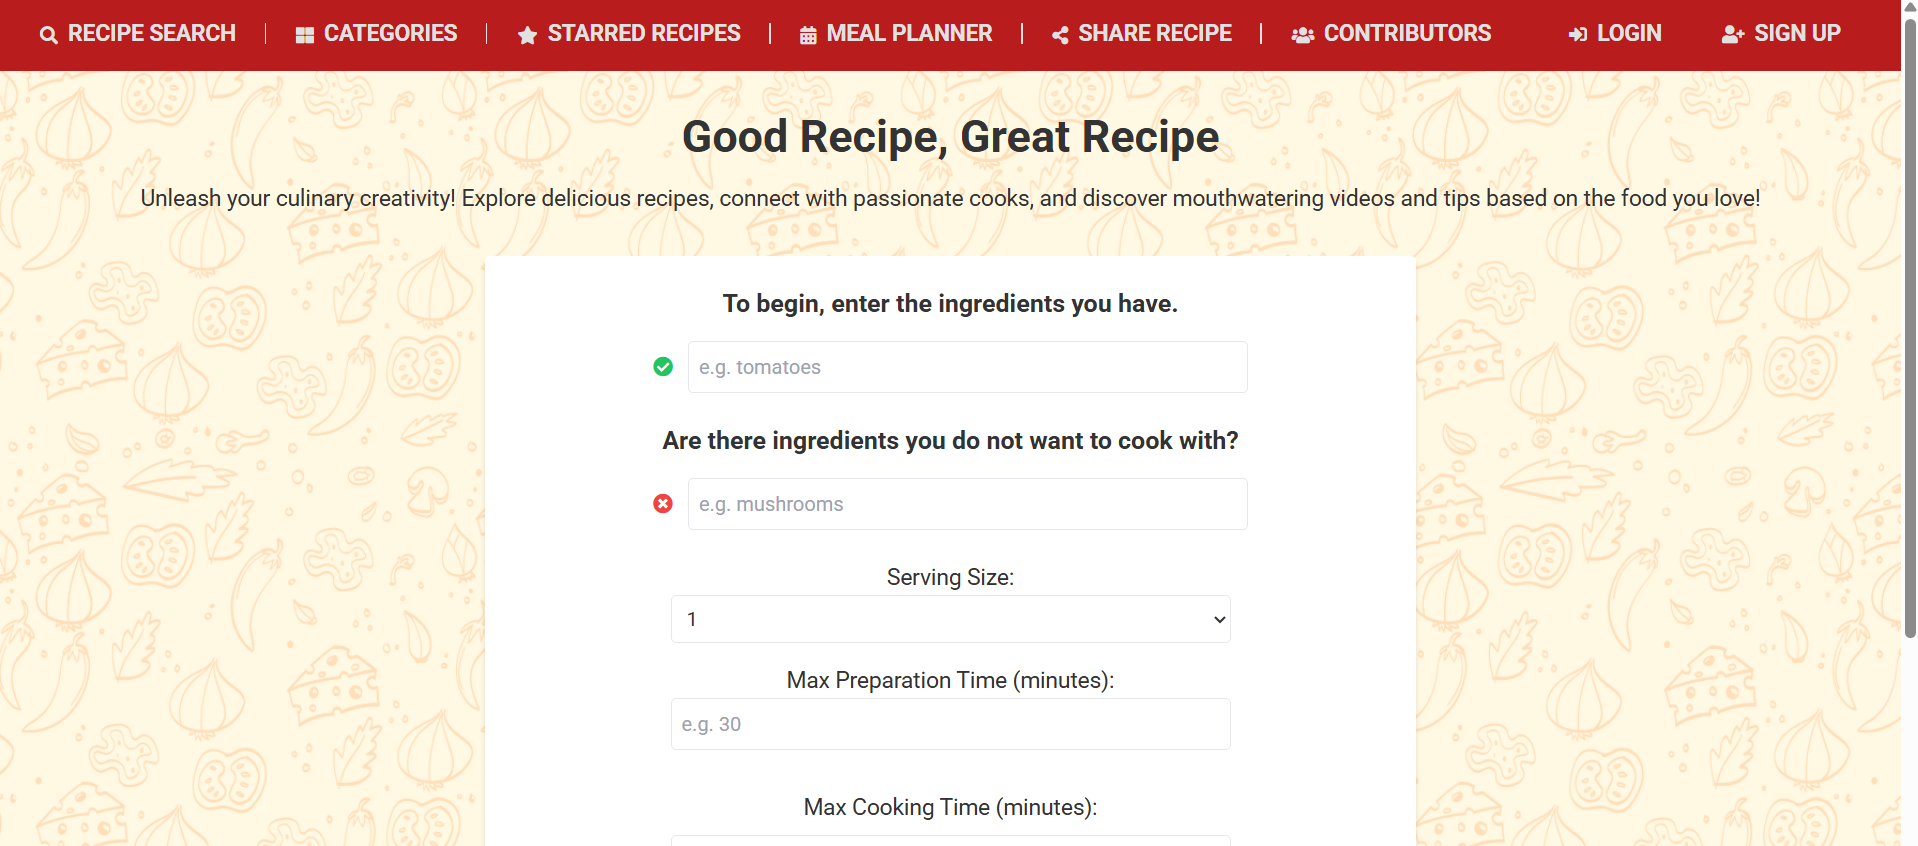 RECIPE SEARCH CATEGORIES STARRED RECIPES MEAL PLANNER SHARE RECIPE CONTRIBUTORS LOGIN SIGN UP
Good Recipe, Great Recipe
Unleash your culinary creativity! Explore delicious recipes, connect with passionate cooks, and discover mouthwatering videos and tips based on the food you love!
To begin, enter the ingredients you have.
e.g. tomatoes
Are there ingredients you do not want to cook with?
e.g. mushrooms
Serving Size:
1
Max Preparation Time (minutes):
e.g. 30
Max Cooking Time (minutes):